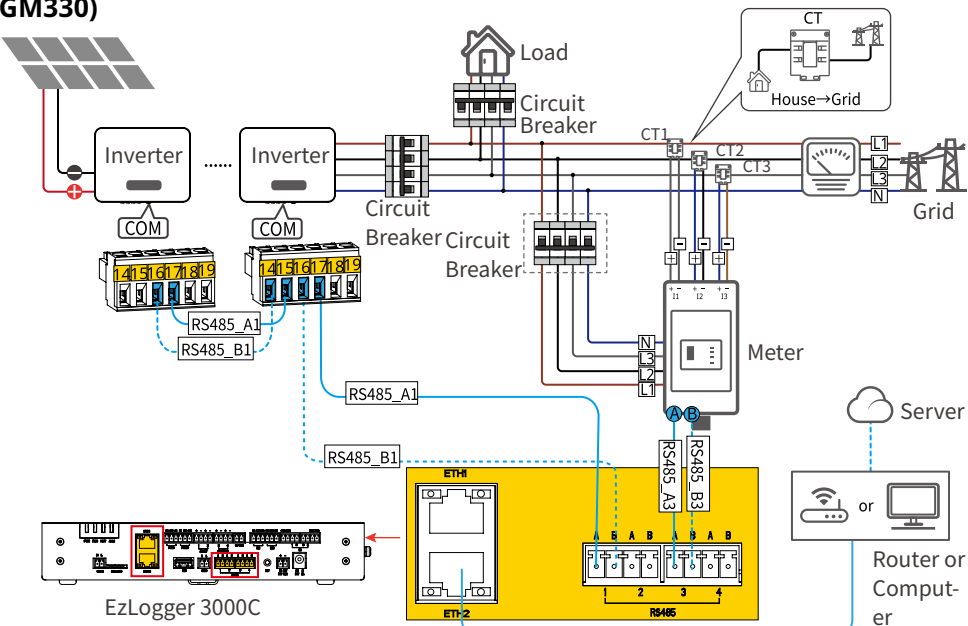 GM330)
CT
House→Grid
Load
Circuit
Breaker
CT1
CT2
CT3
L1
L2
L3
N
Grid
Inverter
......
Inverter
Circuit
Breaker
Circuit
Breaker
COM
COM
14 15 16 17 18 19
14 15 16 17 18 19
+ - + - + -
I1 I2 I3
RS485_A1
RS485_B1
N
L3
L2
L1
Meter
A B
RS485_A1
RS485_B1
RS485_A3
RS485_B3
Server
or
Router or
Comput-
er
ETH1
ETH2
A B A B A B A B
1 2 3 4
RS485
EzLogger 3000C